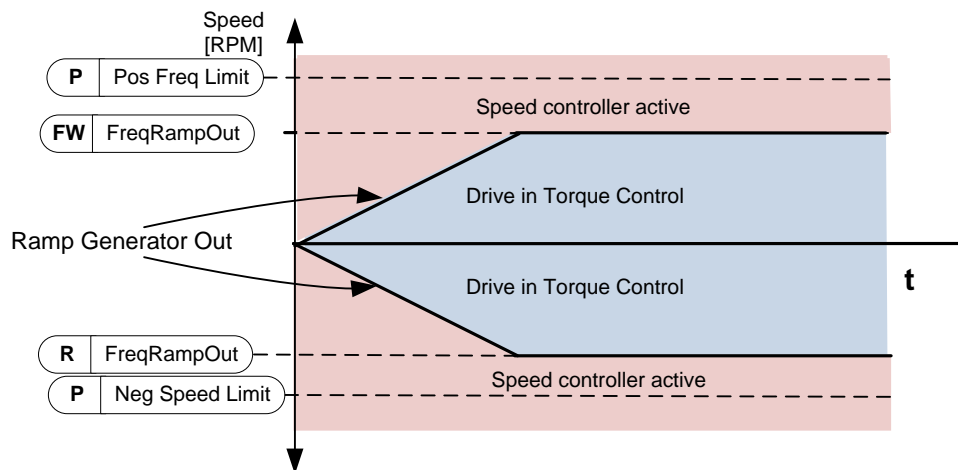 Speed
[RPM]
P Pos Freq Limit
Speed controller active
FW FreqRampOut
Drive in Torque Control
Ramp Generator Out
t
Drive in Torque Control
R FreqRampOut
Speed controller active
P Neg Speed Limit